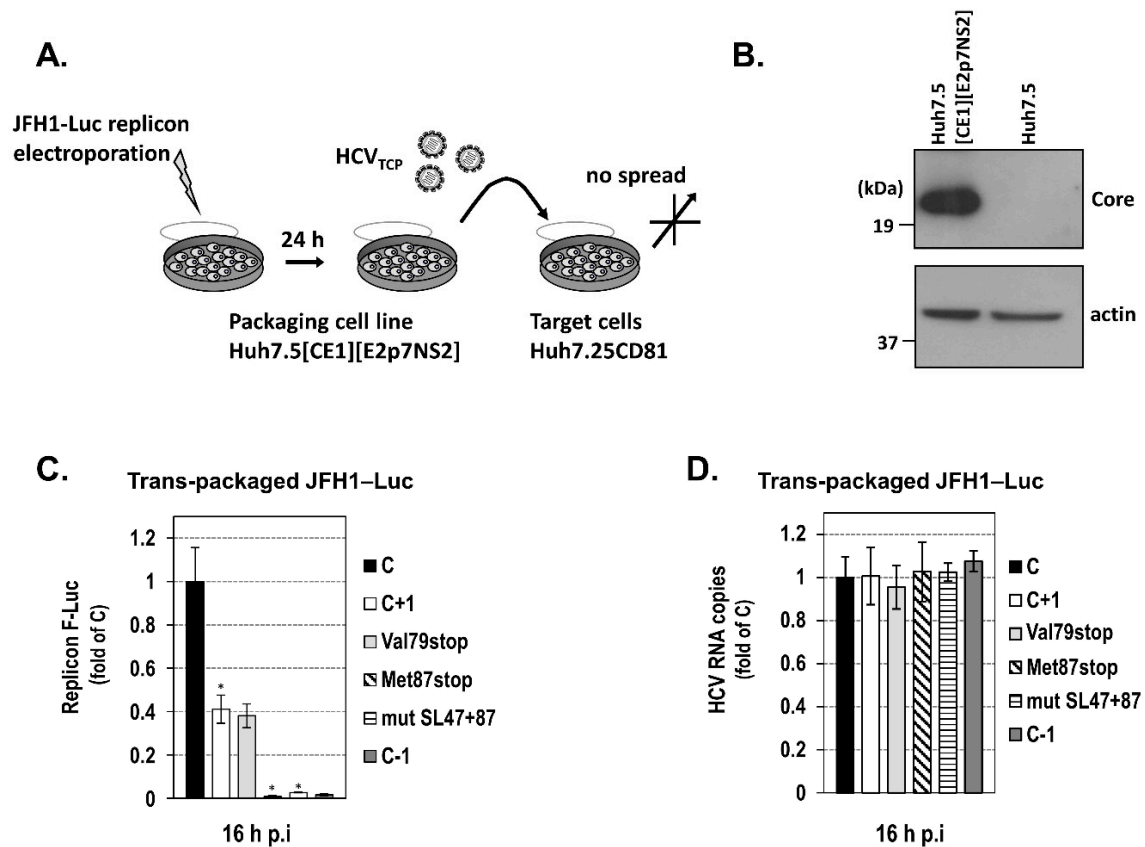 A.
JFH1-Luc replicon
electroporation
24 h
HCVTCP
no spread
Packaging cell line
Huh7.5[CE1][E2p7NS2]
Target cells
Huh7.25CD81
B.
Huh7.5
[CE1][E2p7NS2]
Huh7.5
(kDa)
19
Core
37
actin
C.
Trans-packaged JFH1–Luc
Replicon F-Luc
(fold of C)
1.2
1
0.8
0.6
0.4
0.2
0
*
*
*
16 h p.i
C
C+1
Val79stop
Met87stop
mut SL47+87
C-1
D.
Trans-packaged JFH1–Luc
HCV RNA copies
(fold of C)
1.2
1
0.8
0.6
0.4
0.2
0
16 h p.i
C
C+1
Val79stop
Met87stop
mut SL47+87
C-1